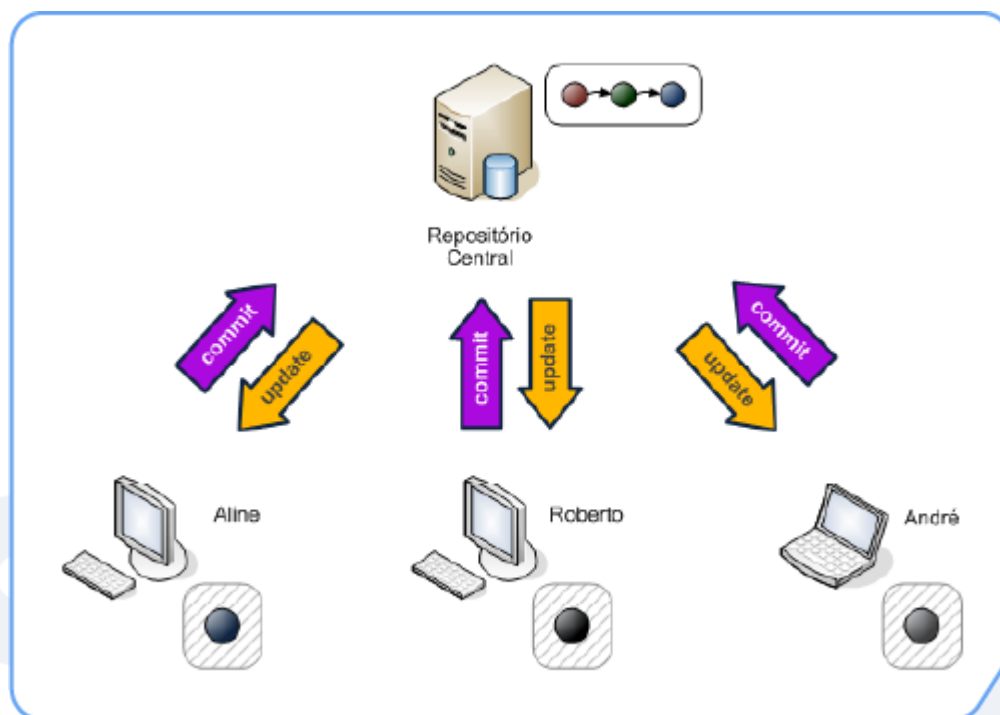 Repositório
Central
commit
update
commit
update
commit
update
Aline
Roberto
André